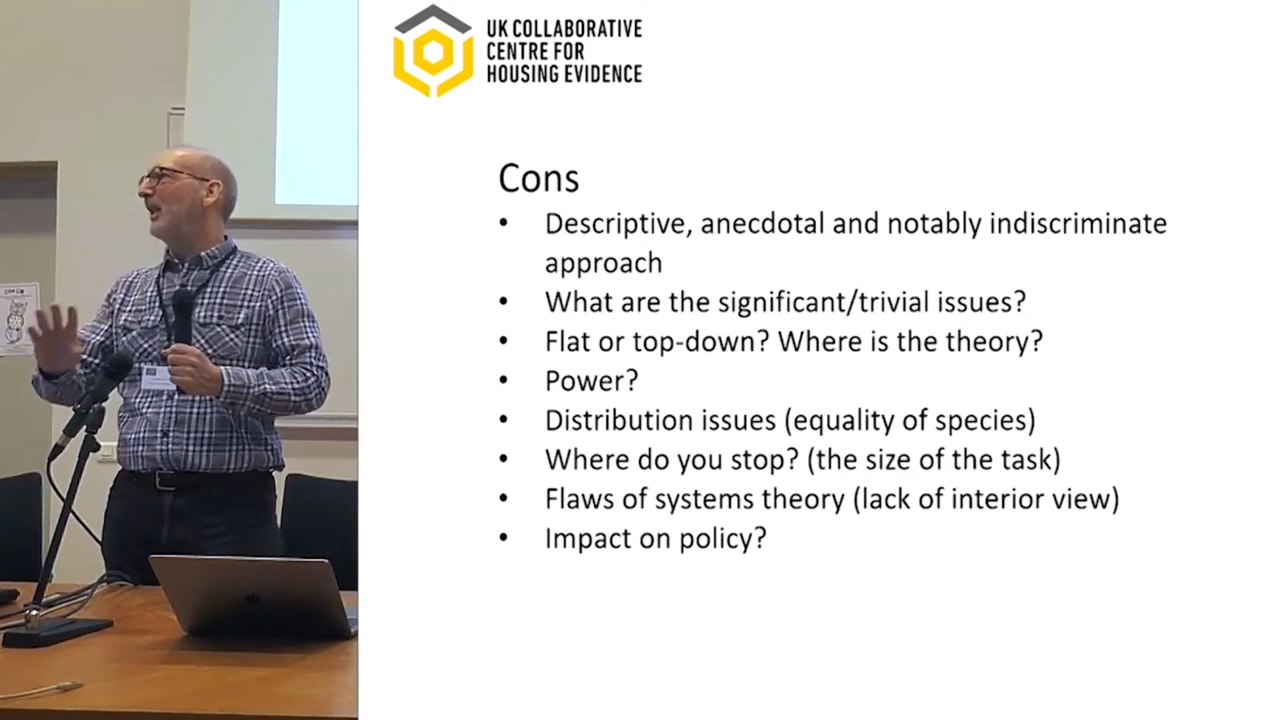 UK COLLABORATIVE
CENTRE FOR
HOUSING EVIDENCE
Cons
• Descriptive, anecdotal and notably indiscriminate
approach
• What are the significant/trivial issues?
• Flat or top-down? Where is the theory?
• Power?
• Distribution issues (equality of species)
• Where do you stop? (the size of the task)
• Flaws of systems theory (lack of interior view)
• Impact on policy?